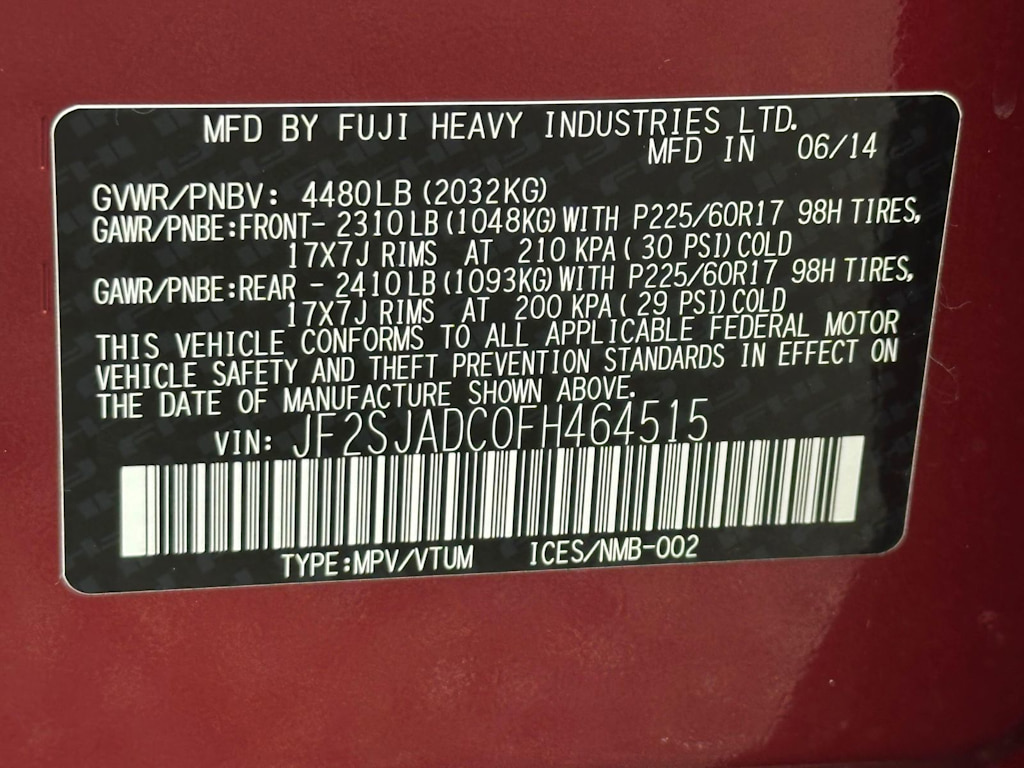 MFD BY FUJI HEAVY INDUSTRIES LTD.
MFD IN 06/14
GVWR/PNBV: 4480LB (2032KG)
GAWR/PNBE:FRONT- 2310LB (1048KG) WITH P225/60R17 98H TIRES,
17X7J RIMS AT 210 KPA( 30 PSI) COLD
GAWR/PNBE:REAR - 2410LB (1093KG) WITH P225/60R17 98H TIRES,
17X7J RIMS AT 200 KPA( 29 PSI) COLD
THIS VEHICLE CONFORMS TO ALL APPLICABLE FEDERAL MOTOR
VEHICLE SAFETY AND THEFT PREVENTION STANDARDS IN EFFECT ON
THE DATE OF MANUFACTURE SHOWN ABOVE.
VIN: JF2SJADC0FH464515
TYPE:MPV/VTUM ICES/NMB-002